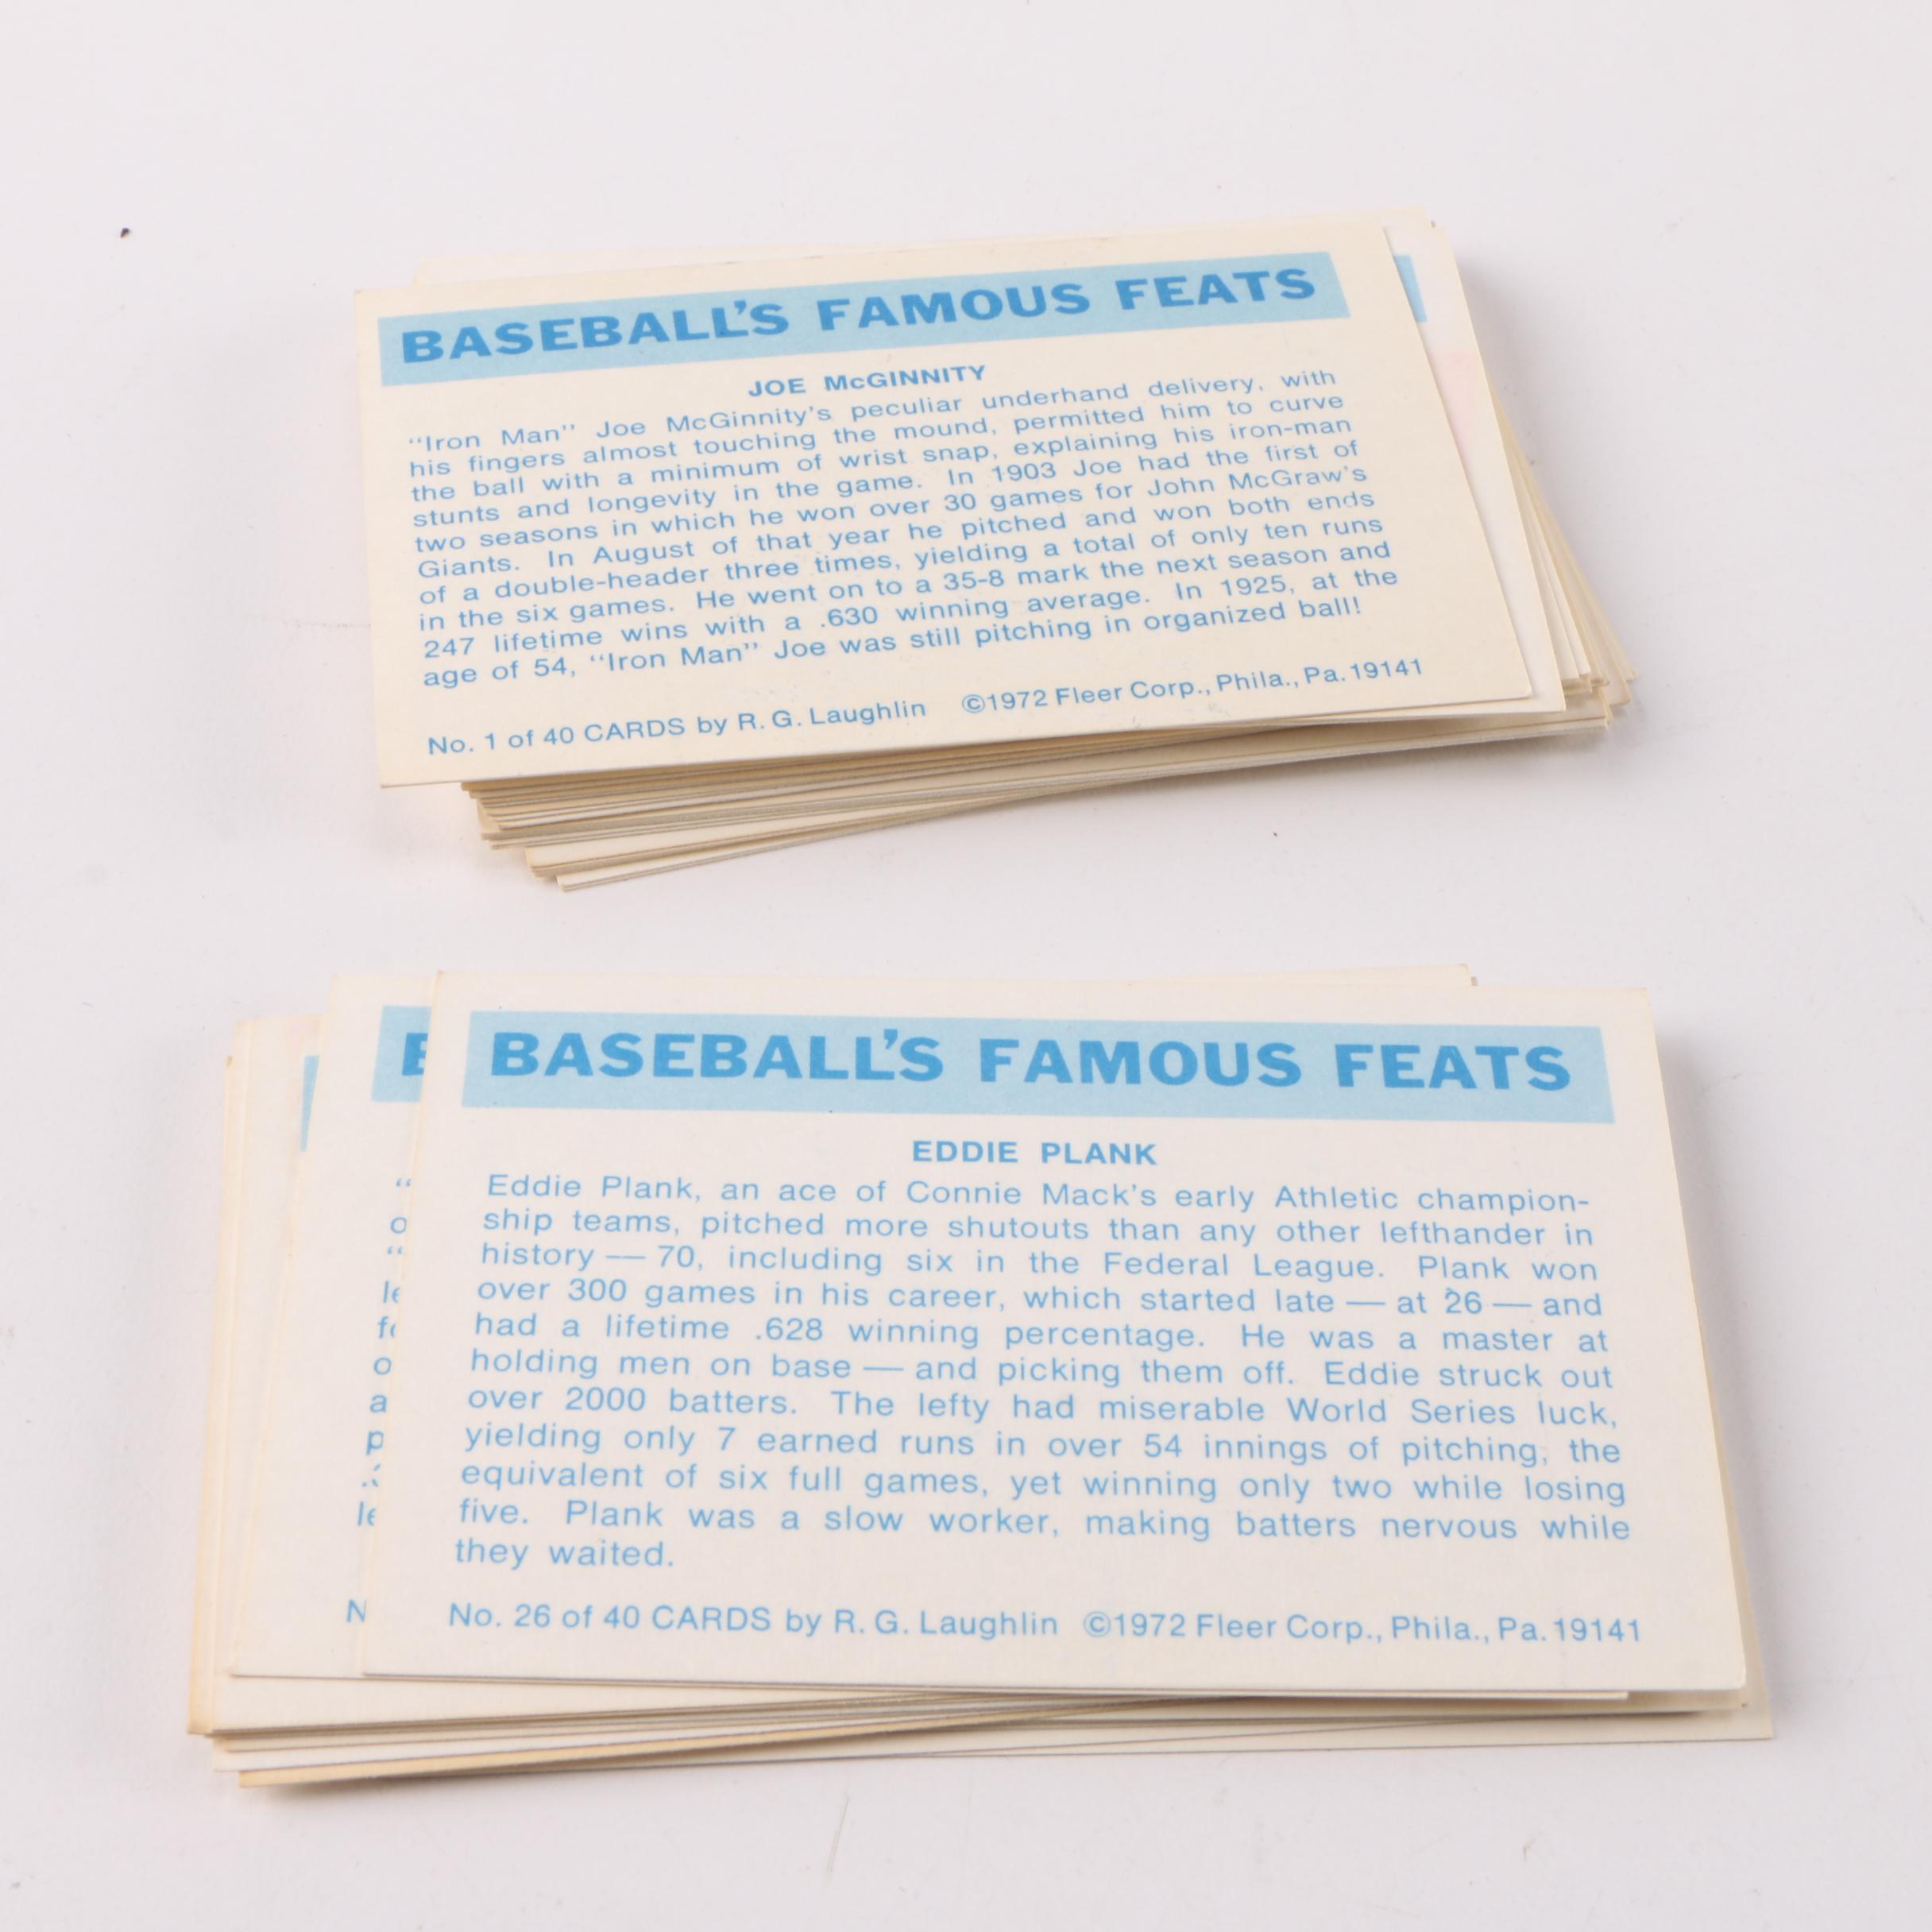 BASEBALL'S FAMOUS FEATS
JOE McGINNITY
"Iron Man" Joe McGinnity's peculiar underhand delivery, with
his fingers almost touching the mound, permitted him to curve
the ball with a minimum of wrist snap, explaining his iron-man
stunts and longevity in the game. In 1903 Joe had the first of
two seasons in which he won over 30 games for John McGraw's
Giants. In August of that year he pitched and won both ends
of a double-header three times, yielding a total of only ten runs
in the six games. He went on to a 35-8 mark the next season and
247 lifetime wins with a .630 winning average. In 1925, at the
age of 54, "Iron Man" Joe was still pitching in organized ball!
No. 1 of 40 CARDS by R. G. Laughlin ©1972 Fleer Corp., Phila., Pa. 19141
BASEBALL'S FAMOUS FEATS
EDDIE PLANK
Eddie Plank, an ace of Connie Mack's early Athletic champion-
ship teams, pitched more shutouts than any other lefthander in
history — 70, including six in the Federal League. Plank won
over 300 games in his career, which started late — at 26 — and
had a lifetime .628 winning percentage. He was a master at
holding men on base — and picking them off. Eddie struck out
over 2000 batters. The lefty had miserable World Series luck,
yielding only 7 earned runs in over 54 innings of pitching, the
equivalent of six full games, yet winning only two while losing
five. Plank was a slow worker, making batters nervous while
they waited.
No. 26 of 40 CARDS by R. G. Laughlin ©1972 Fleer Corp., Phila., Pa. 19141